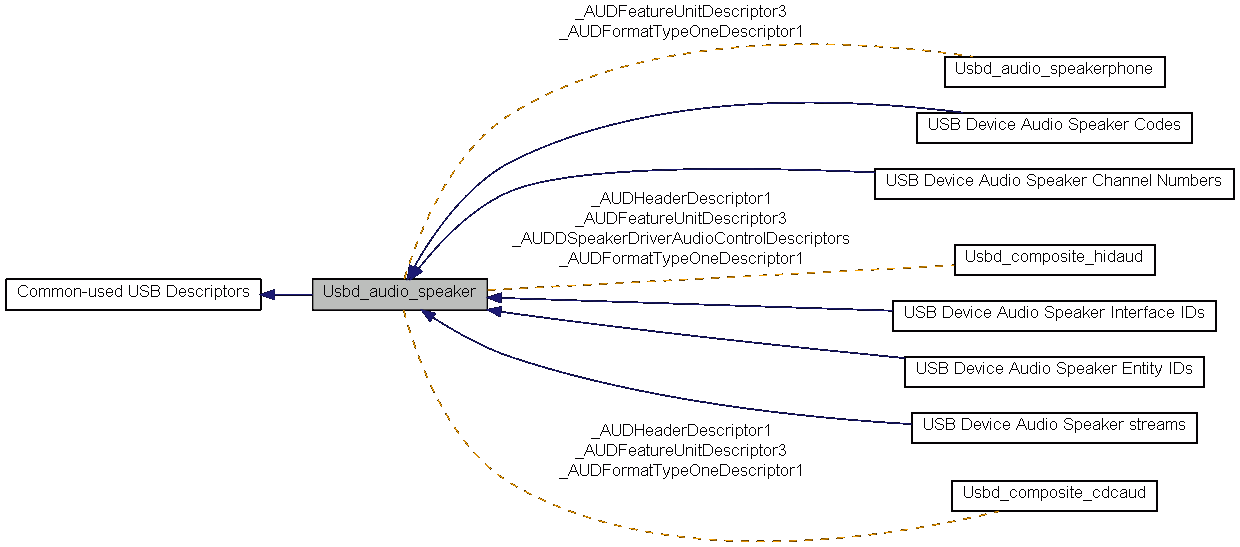 _AUDFeatureUnitDescriptor3
_AUDFormatTypeOneDescriptor1
Usbd_audio_speakerphone
USB Device Audio Speaker Codes
USB Device Audio Speaker Channel Numbers
_AUDHeaderDescriptor1
_AUDFeatureUnitDescriptor3
_AUDDSpeakerDriverAudioControlDescriptors
_AUDFormatTypeOneDescriptor1
Usbd_composite_hidaud
Common-used USB Descriptors
Usbd_audio_speaker
USB Device Audio Speaker Interface IDs
USB Device Audio Speaker Entity IDs
USB Device Audio Speaker streams
_AUDHeaderDescriptor1
_AUDFeatureUnitDescriptor3
_AUDFormatTypeOneDescriptor1
Usbd_composite_cdcaud